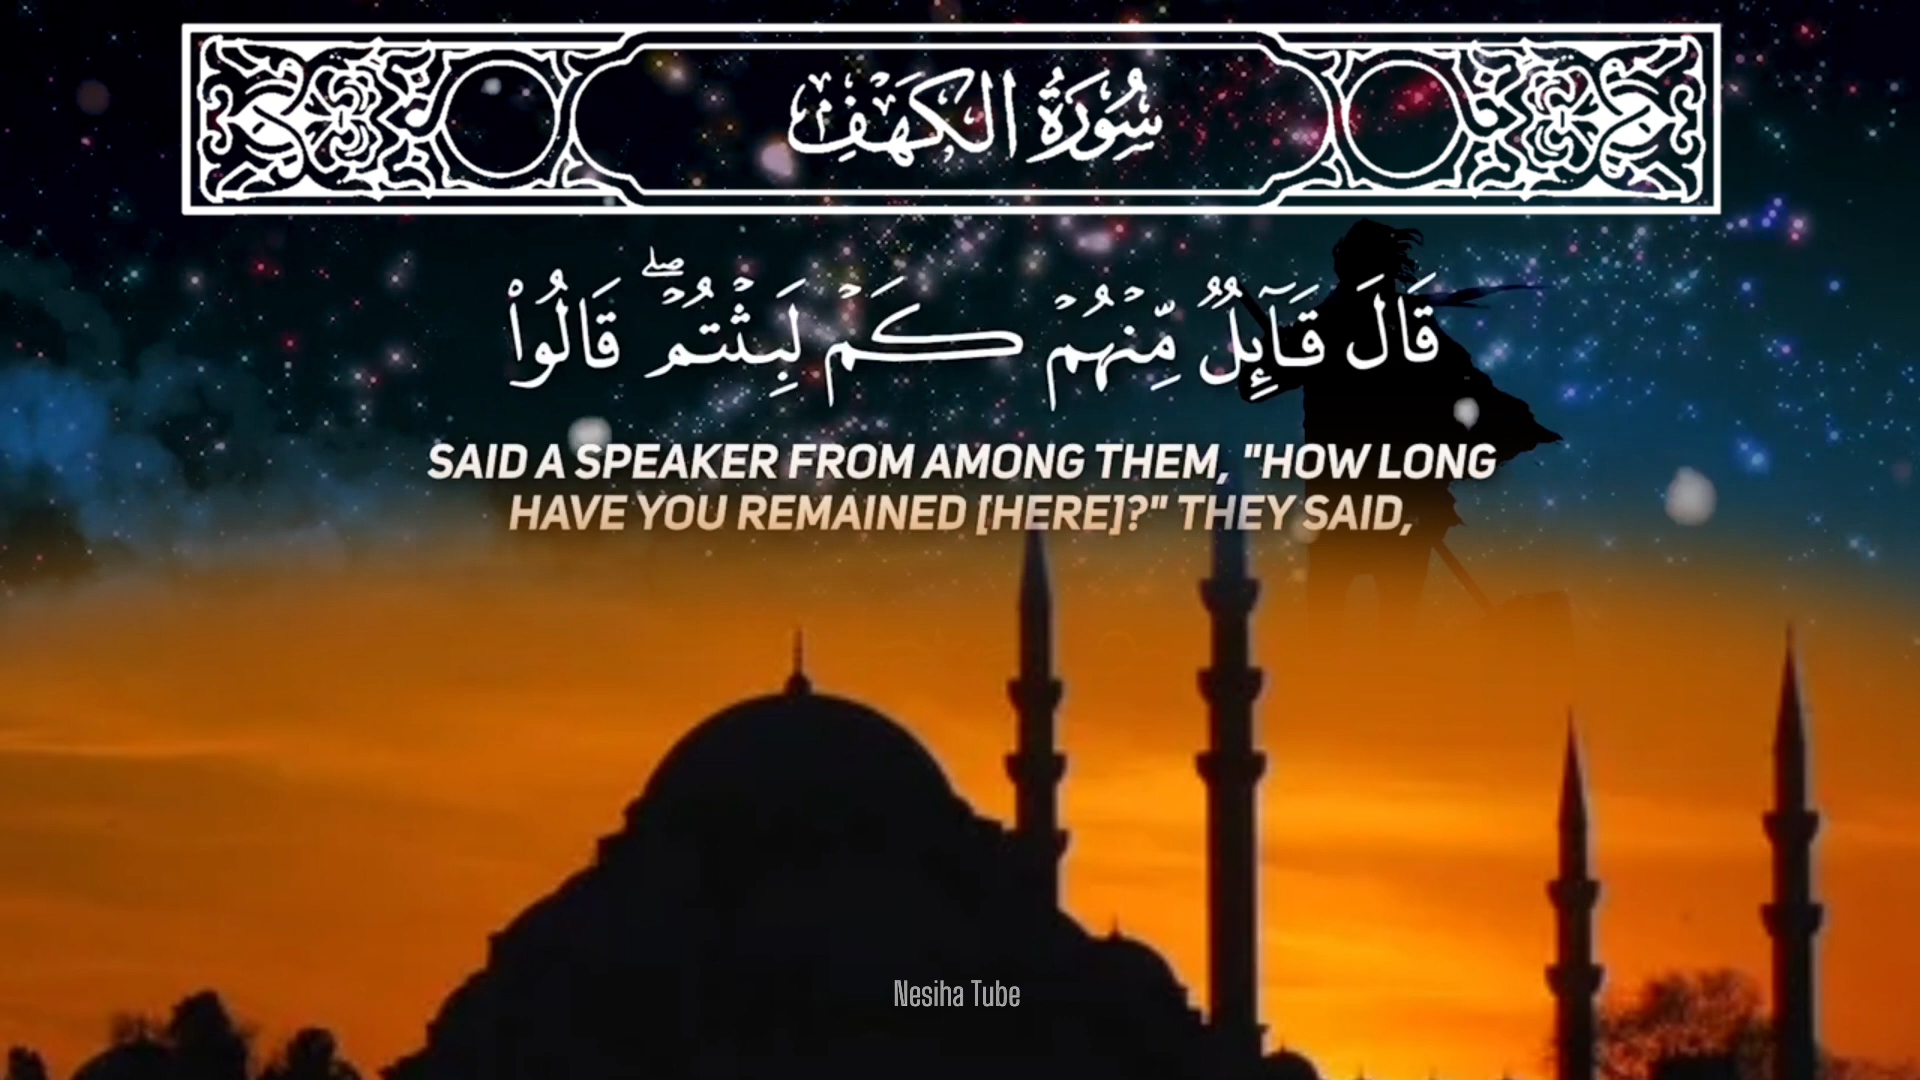 سُورَةُ الكَهۡفِ
قَالَ قَآئِلٞ مِّنۡهُمۡ كَمۡ لَبِثۡتُمۡۖ قَالُواْ
SAID A SPEAKER FROM AMONG THEM, "HOW LONG
HAVE YOU REMAINED [HERE]?" THEY SAID,
Nesiha Tube